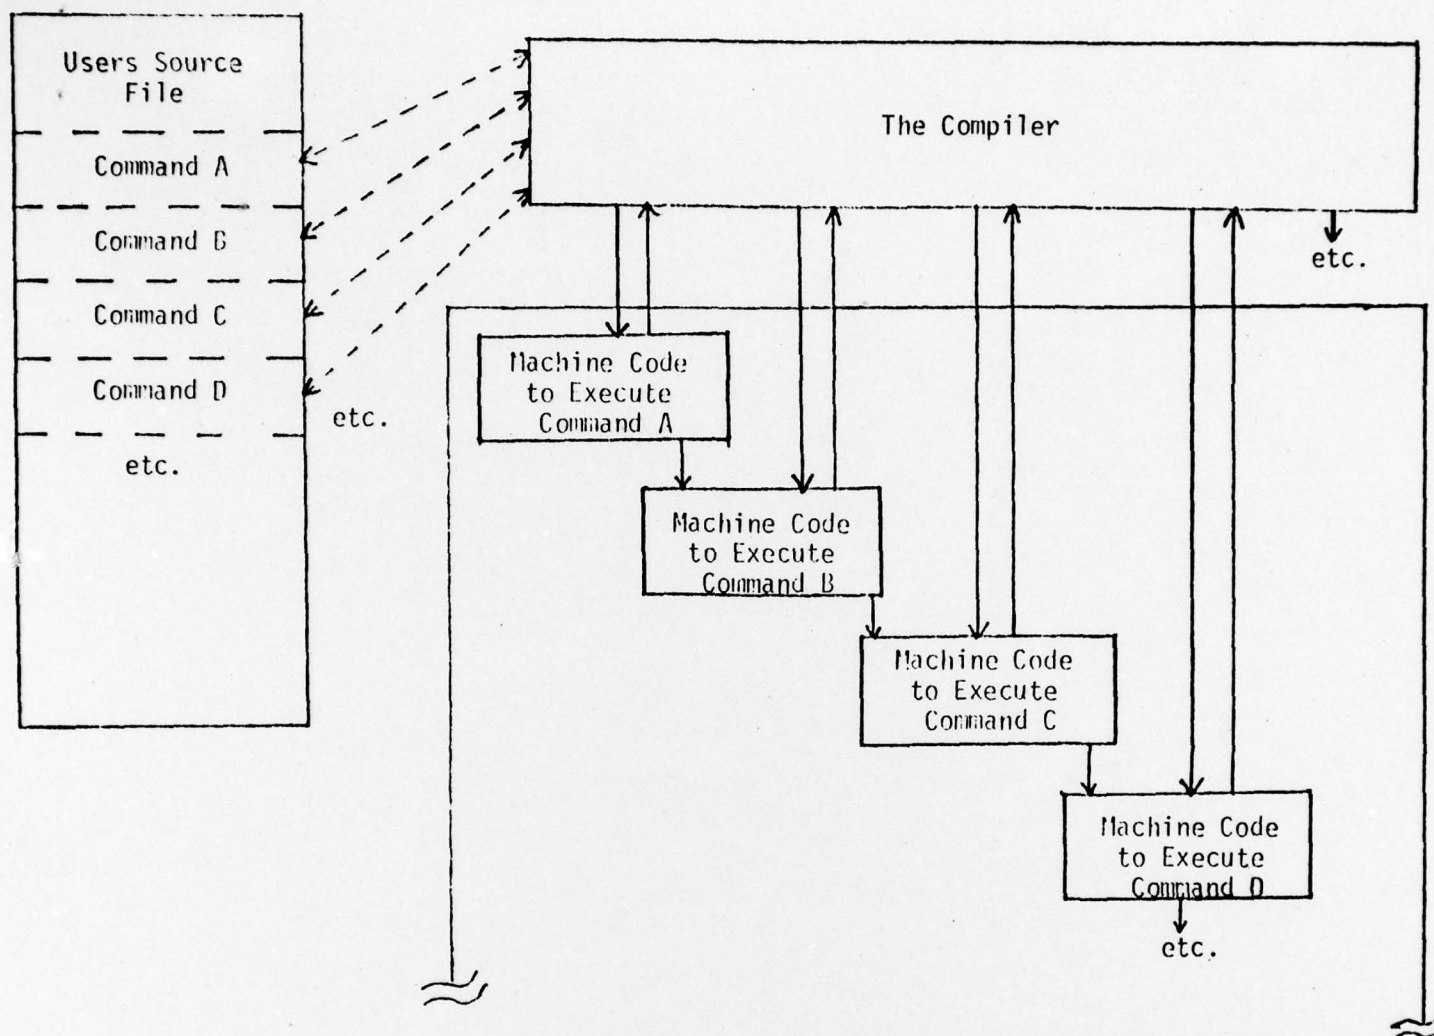 Users Source
File
Command A
Command B
Command C
Command D
etc.
etc.
The Compiler
etc.
Machine Code
to Execute
Command A
Machine Code
to Execute
Command B
Machine Code
to Execute
Command C
Machine Code
to Execute
Command D
etc.